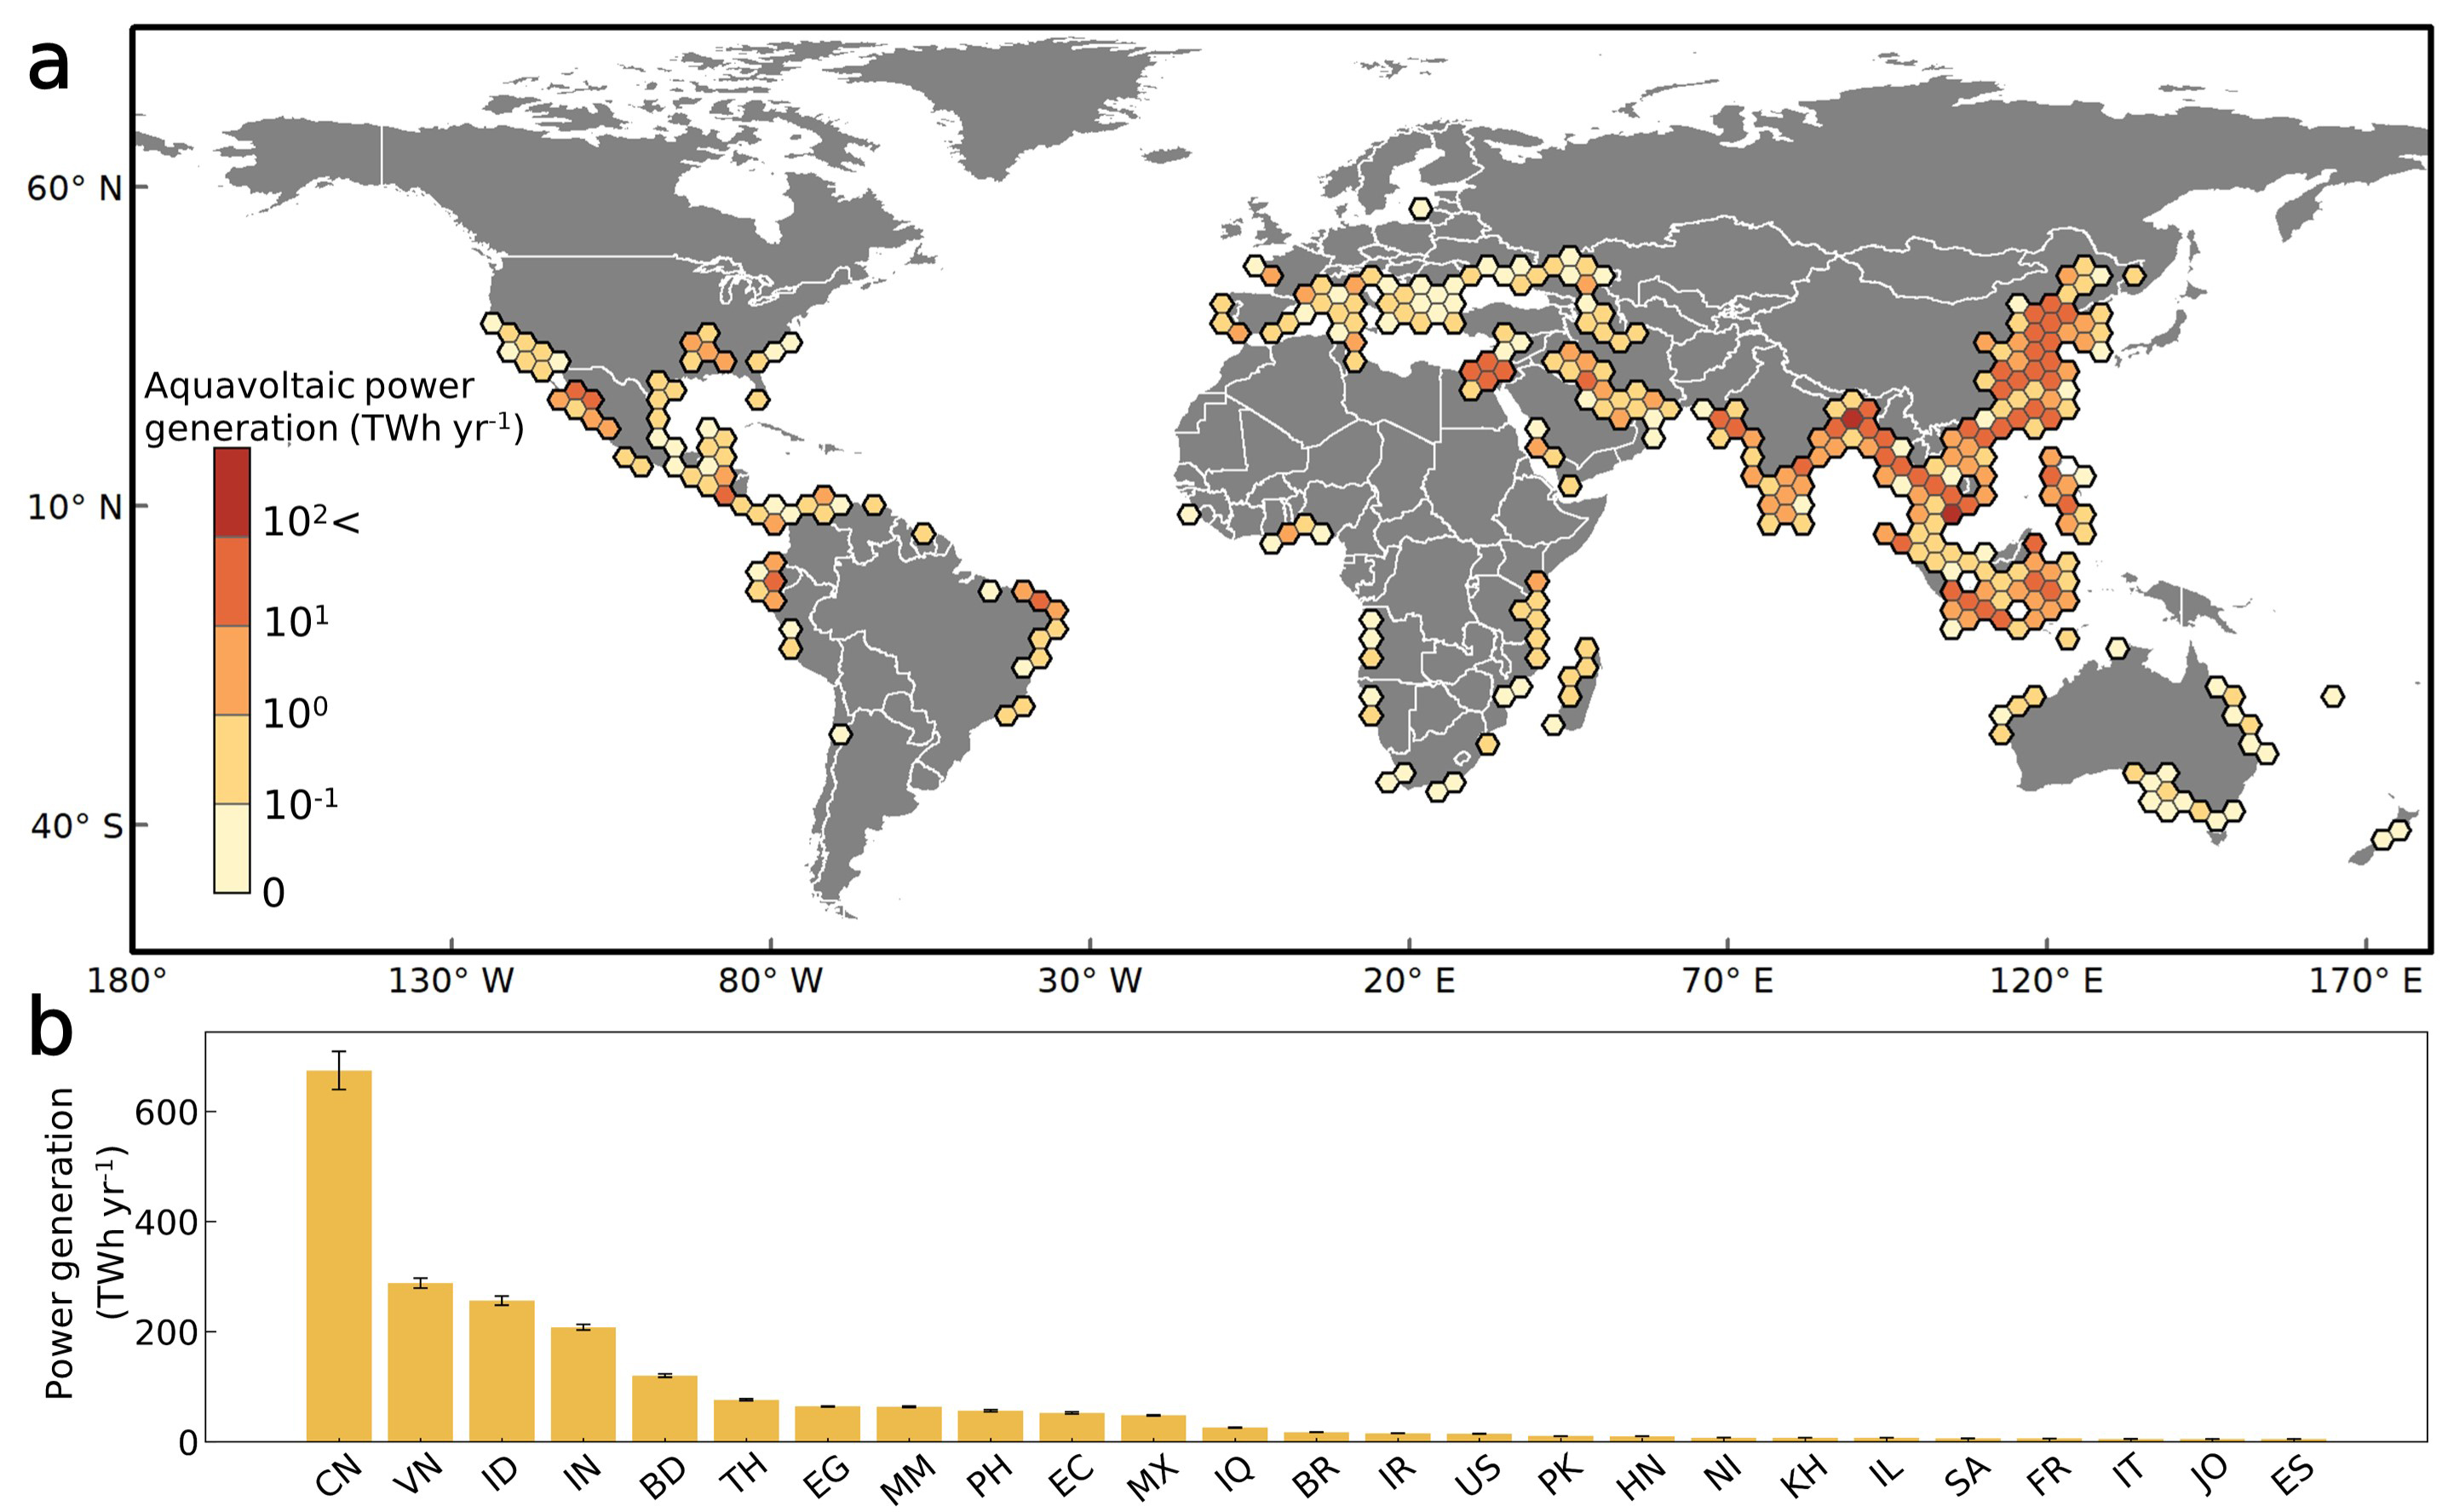 a
60° N
10° N
40° S
Aquavoltaic power
generation (TWh yr⁻¹)
10²<
10¹
10⁰
10⁻¹
0
180° 130° W 80° W 30° W 20° E 70° E 120° E 170° E
b
Power generation
(TWh yr⁻¹)
600
400
200
0
CN VN ID IN BD TH EG MM PH EC MX IQ BR IR US PK HN NI KH IL SA FR IT JO ES